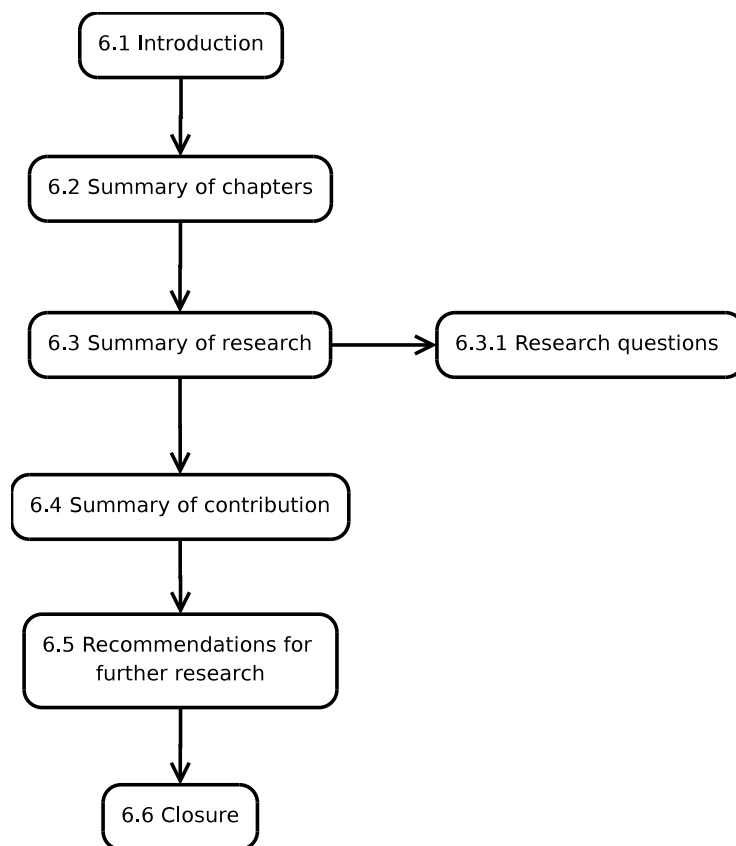 6.1 Introduction
6.2 Summary of chapters
6.3 Summary of research
6.3.1 Research questions
6.4 Summary of contribution
6.5 Recommendations for
further research
6.6 Closure